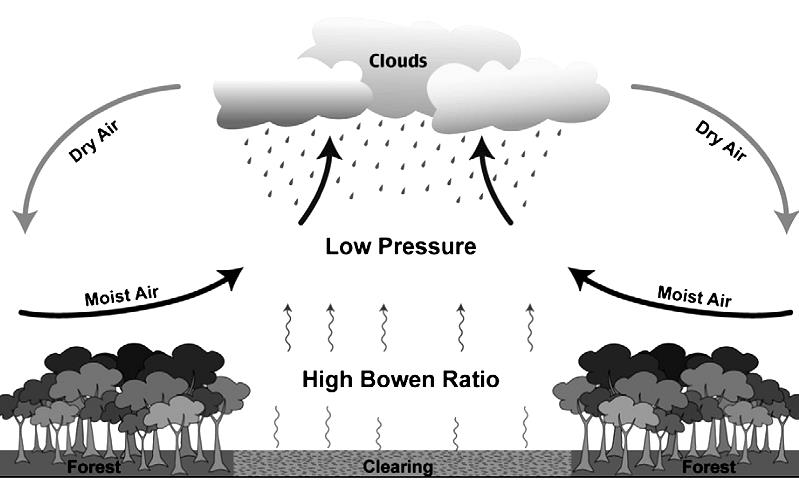 Clouds
Dry Air
Dry Air
Low Pressure
Moist Air
Moist Air
High Bowen Ratio
Forest
Clearing
Forest